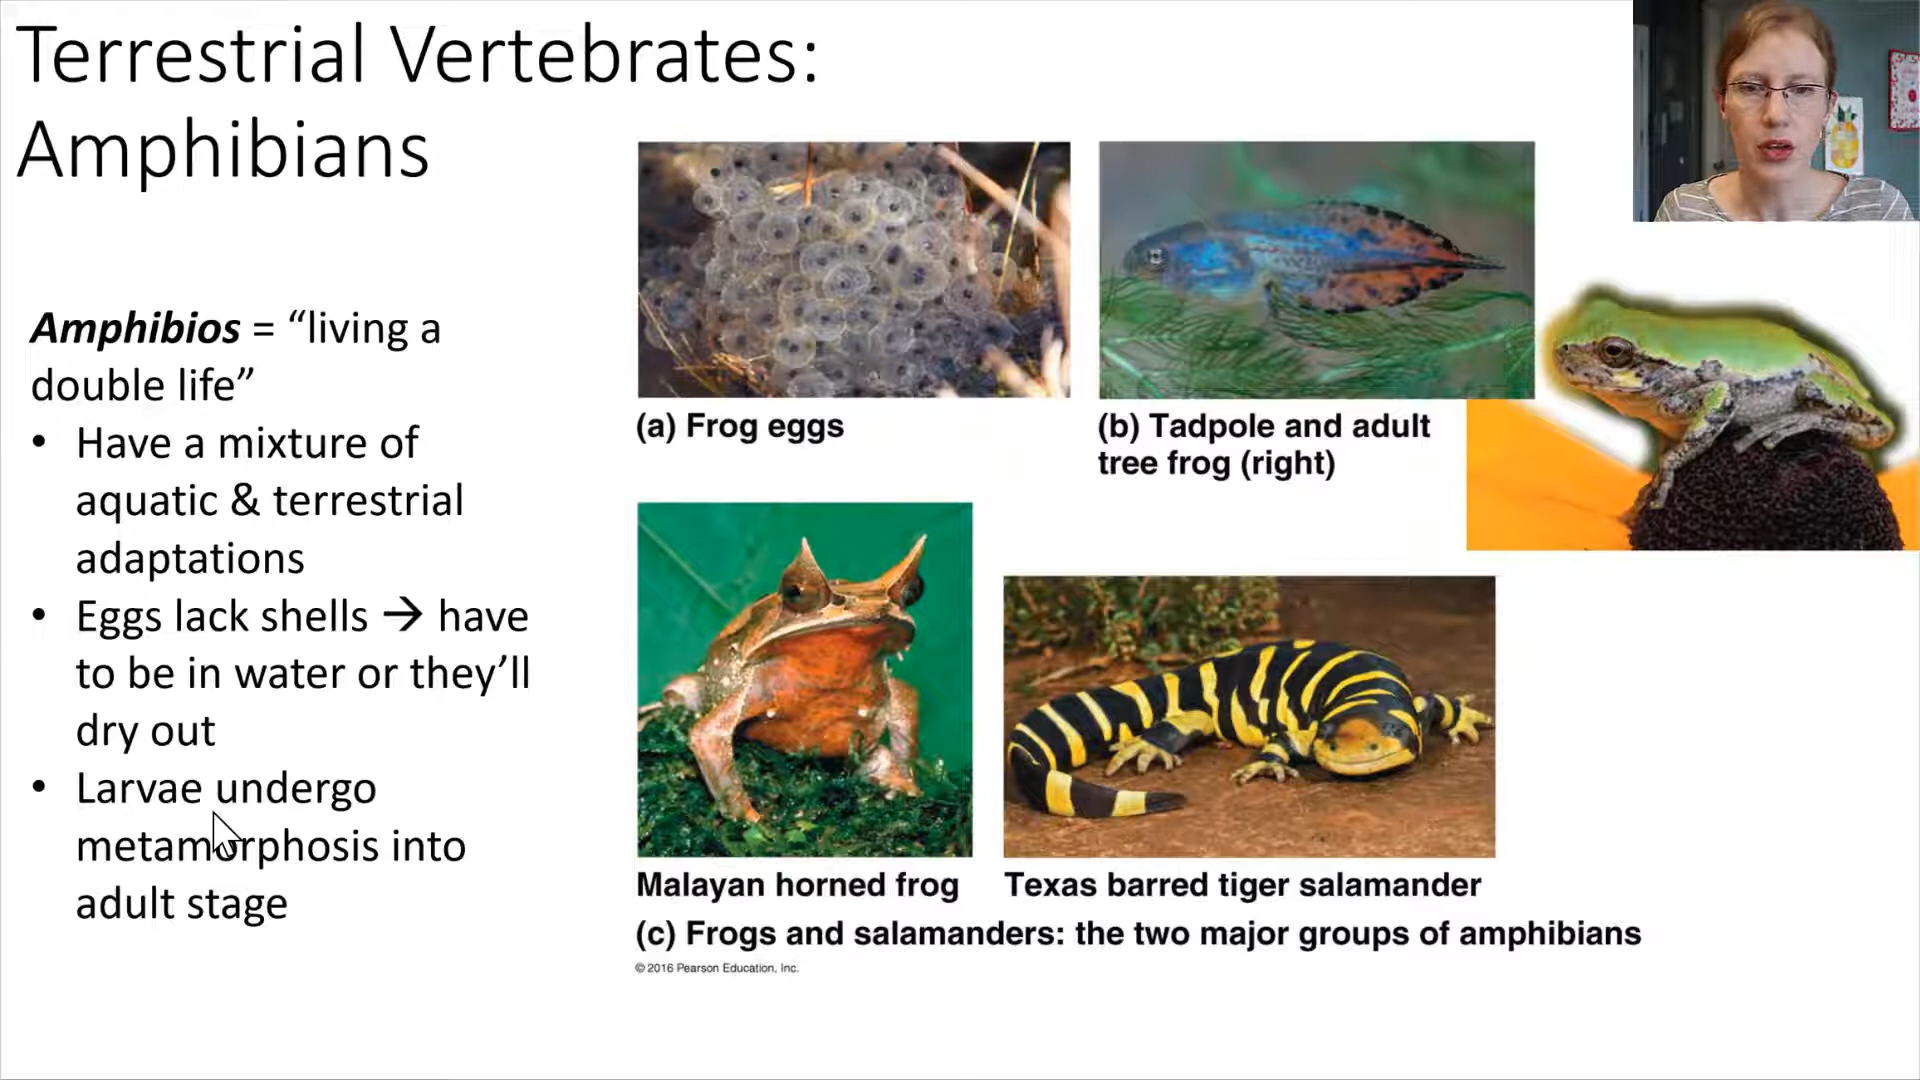 Terrestrial Vertebrates:
Amphibians
Amphibios = “living a
double life”
• Have a mixture of
aquatic & terrestrial
adaptations
• Eggs lack shells → have
to be in water or they’ll
dry out
• Larvae undergo
metamorphosis into
adult stage
(a) Frog eggs
(b) Tadpole and adult
tree frog (right)
Malayan horned frog
Texas barred tiger salamander
(c) Frogs and salamanders: the two major groups of amphibians
© 2016 Pearson Education, Inc.